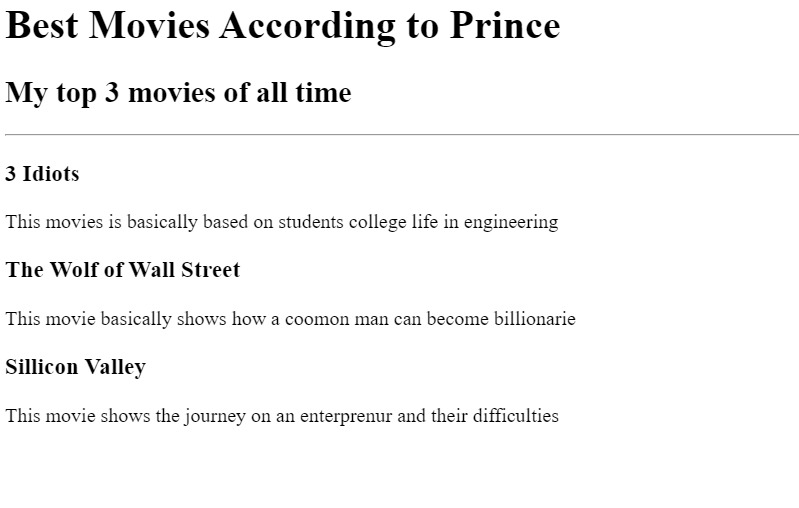 Best Movies According to Prince
My top 3 movies of all time
3 Idiots
This movies is basically based on students college life in engineering
The Wolf of Wall Street
This movie basically shows how a coomon man can become billionarie
Sillicon Valley
This movie shows the journey on an enterprenur and their difficulties